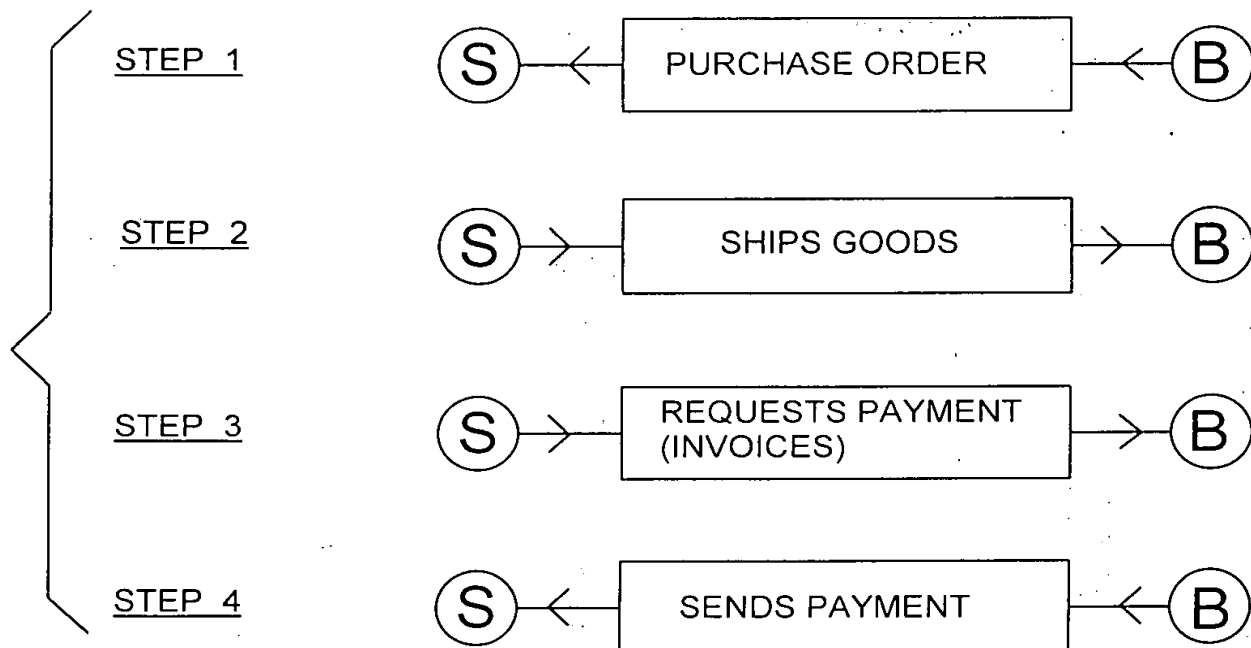 STEP 1 S PURCHASE ORDER B
STEP 2 S SHIPS GOODS B
STEP 3 S REQUESTS PAYMENT B
(INVOICES)
STEP 4 S SENDS PAYMENT B